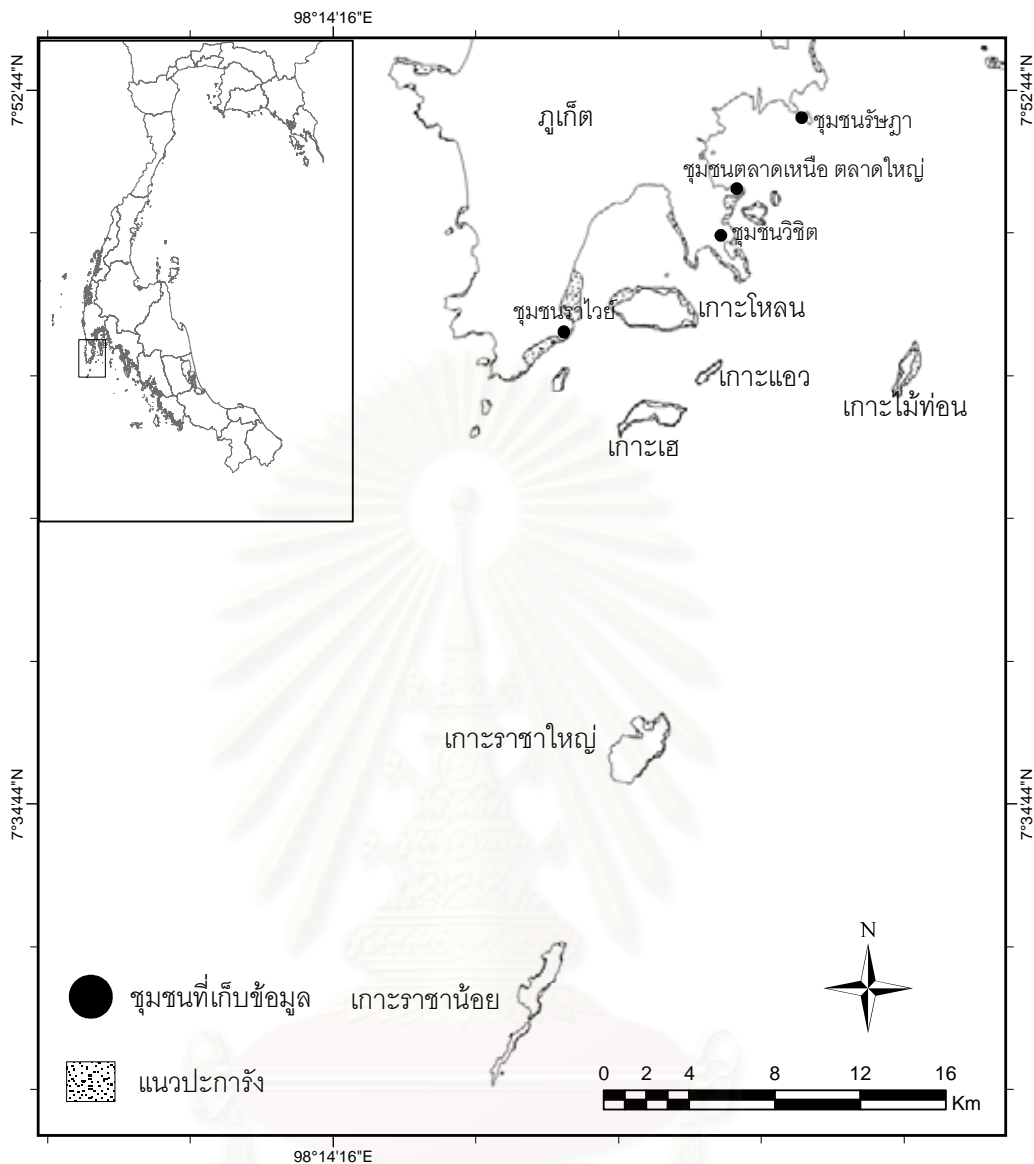 98°14'16"E
7°52'44"N
7°52'44"N
ภูเก็ต
ชุมชนรัษฎา
ชุมชนตลาดเหนือ ตลาดใหญ่
ชุมชนวิชิต
เกาะโหลน
ชุมชนราไวย์
เกาะแอว
เกาะไม้ท่อน
เกาะเฮ
เกาะราชาใหญ่
7°34'44"N
7°34'44"N
N
ชุมชนที่เก็บข้อมูล
เกาะราชาน้อย
แนวปะการัง
0 2 4 8 12 16
Km
98°14'16"E